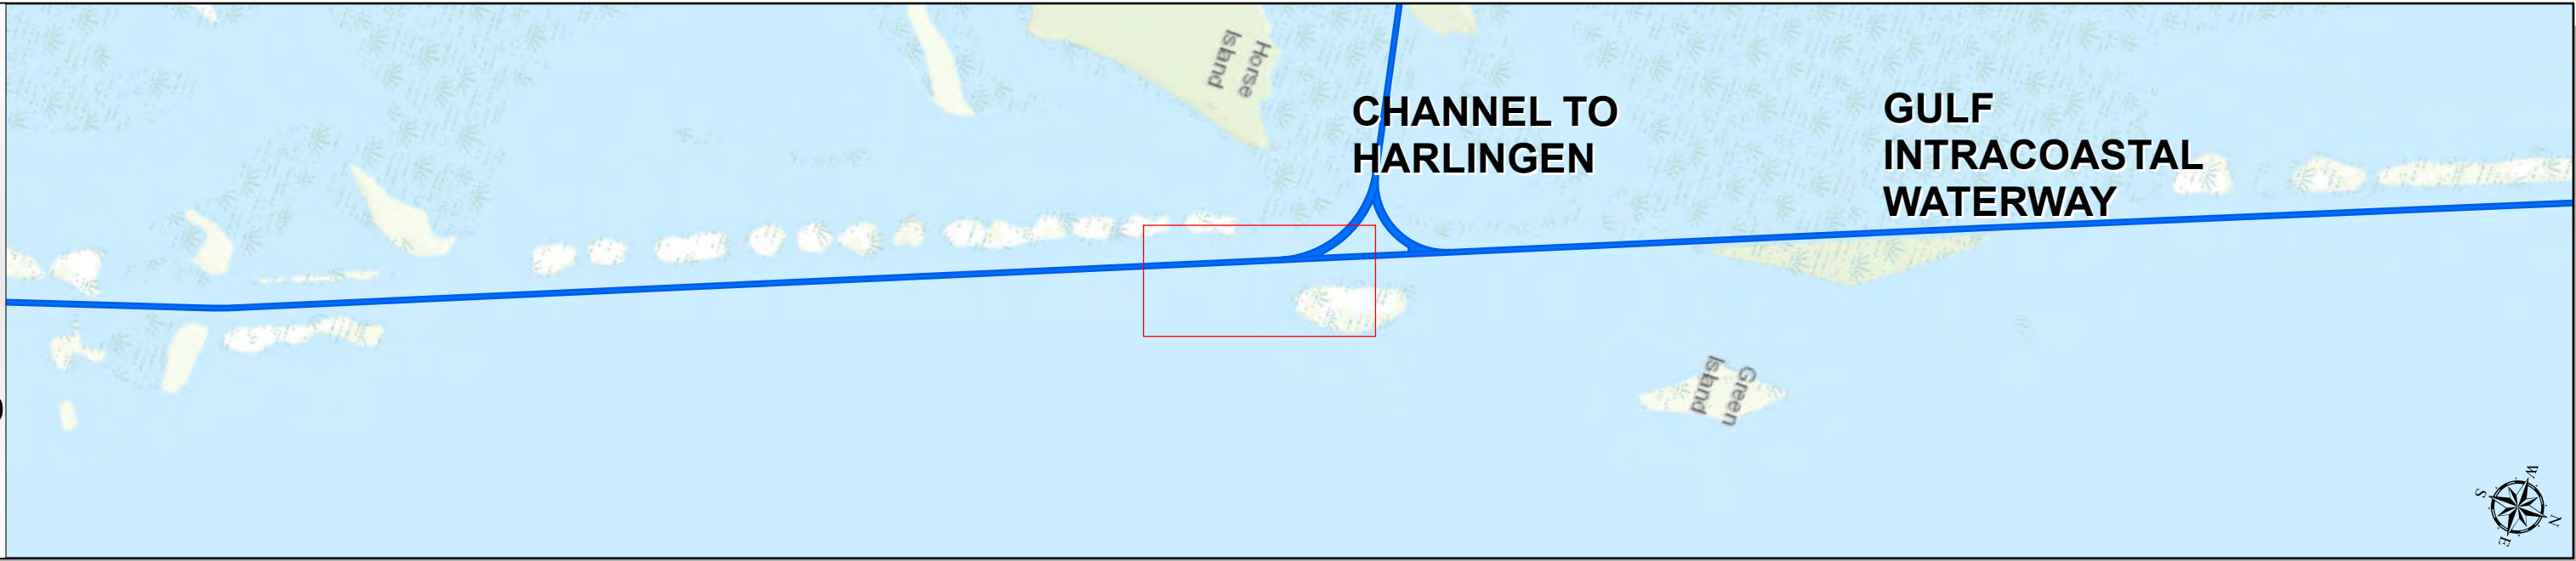 Horse
Island
CHANNEL TO
HARLINGEN
GULF
INTRACOASTAL
WATERWAY
Green
Island
W
S
N
E